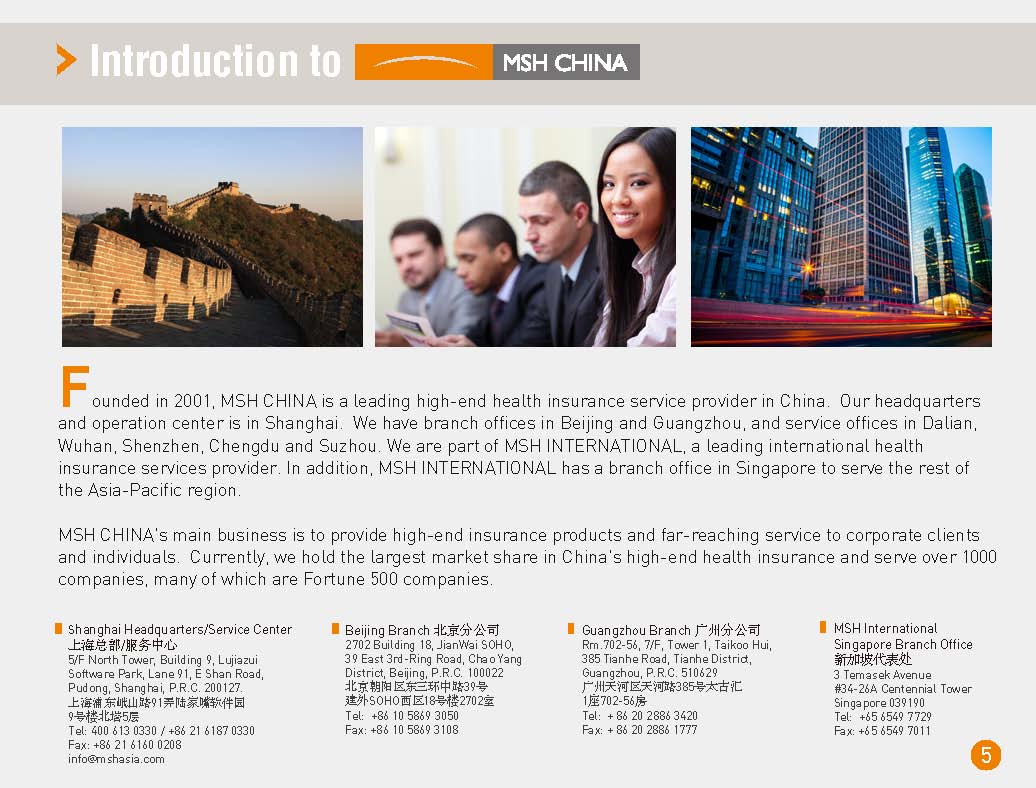 Introduction to MSH CHINA
Founded in 2001, MSH CHINA is a leading high-end health insurance service provider in China. Our headquarters
and operation center is in Shanghai. We have branch offices in Beijing and Guangzhou, and service offices in Dalian,
Wuhan, Shenzhen, Chengdu and Suzhou. We are part of MSH INTERNATIONAL, a leading international health
insurance services provider. In addition, MSH INTERNATIONAL has a branch office in Singapore to serve the rest of
the Asia-Pacific region.
MSH CHINA's main business is to provide high-end insurance products and far-reaching service to corporate clients
and individuals. Currently, we hold the largest market share in China's high-end health insurance and serve over 1000
companies, many of which are Fortune 500 companies.
Shanghai Headquarters/Service Center
上海总部/服务中心
5/F North Tower, Building 9, Lujiazui
Software Park, Lane 91, E Shan Road,
Pudong, Shanghai, P.R.C. 200127.
上海浦东峨山路91弄陆家嘴软件园
9号楼北塔5层
Tel: 400 613 0330 / +86 21 6187 0330
Fax: +86 21 6160 0208
info@mshasia.com
Beijing Branch 北京分公司
2702 Building 18, JianWai SOHO,
39 East 3rd-Ring Road, Chao Yang
District, Beijing, P.R.C. 100022
北京朝阳区东三环中路39号
建外SOHO西区18号楼2702室
Tel: +86 10 5869 3050
Fax: +86 10 5869 3108
Guangzhou Branch 广州分公司
Rm.702-56, 7/F, Tower 1, Taikoo Hui,
385 Tianhe Road, Tianhe District,
Guangzhou, P.R.C. 510629
广州天河区天河路385号太古汇
1座702-56房
Tel: + 86 20 2886 3420
Fax: + 86 20 2886 1777
MSH International
Singapore Branch Office
新加坡代表处
3 Temasek Avenue
#34-26A Centennial Tower
Singapore 039190
Tel: +65 6549 7729
Fax: +65 6549 7011
5